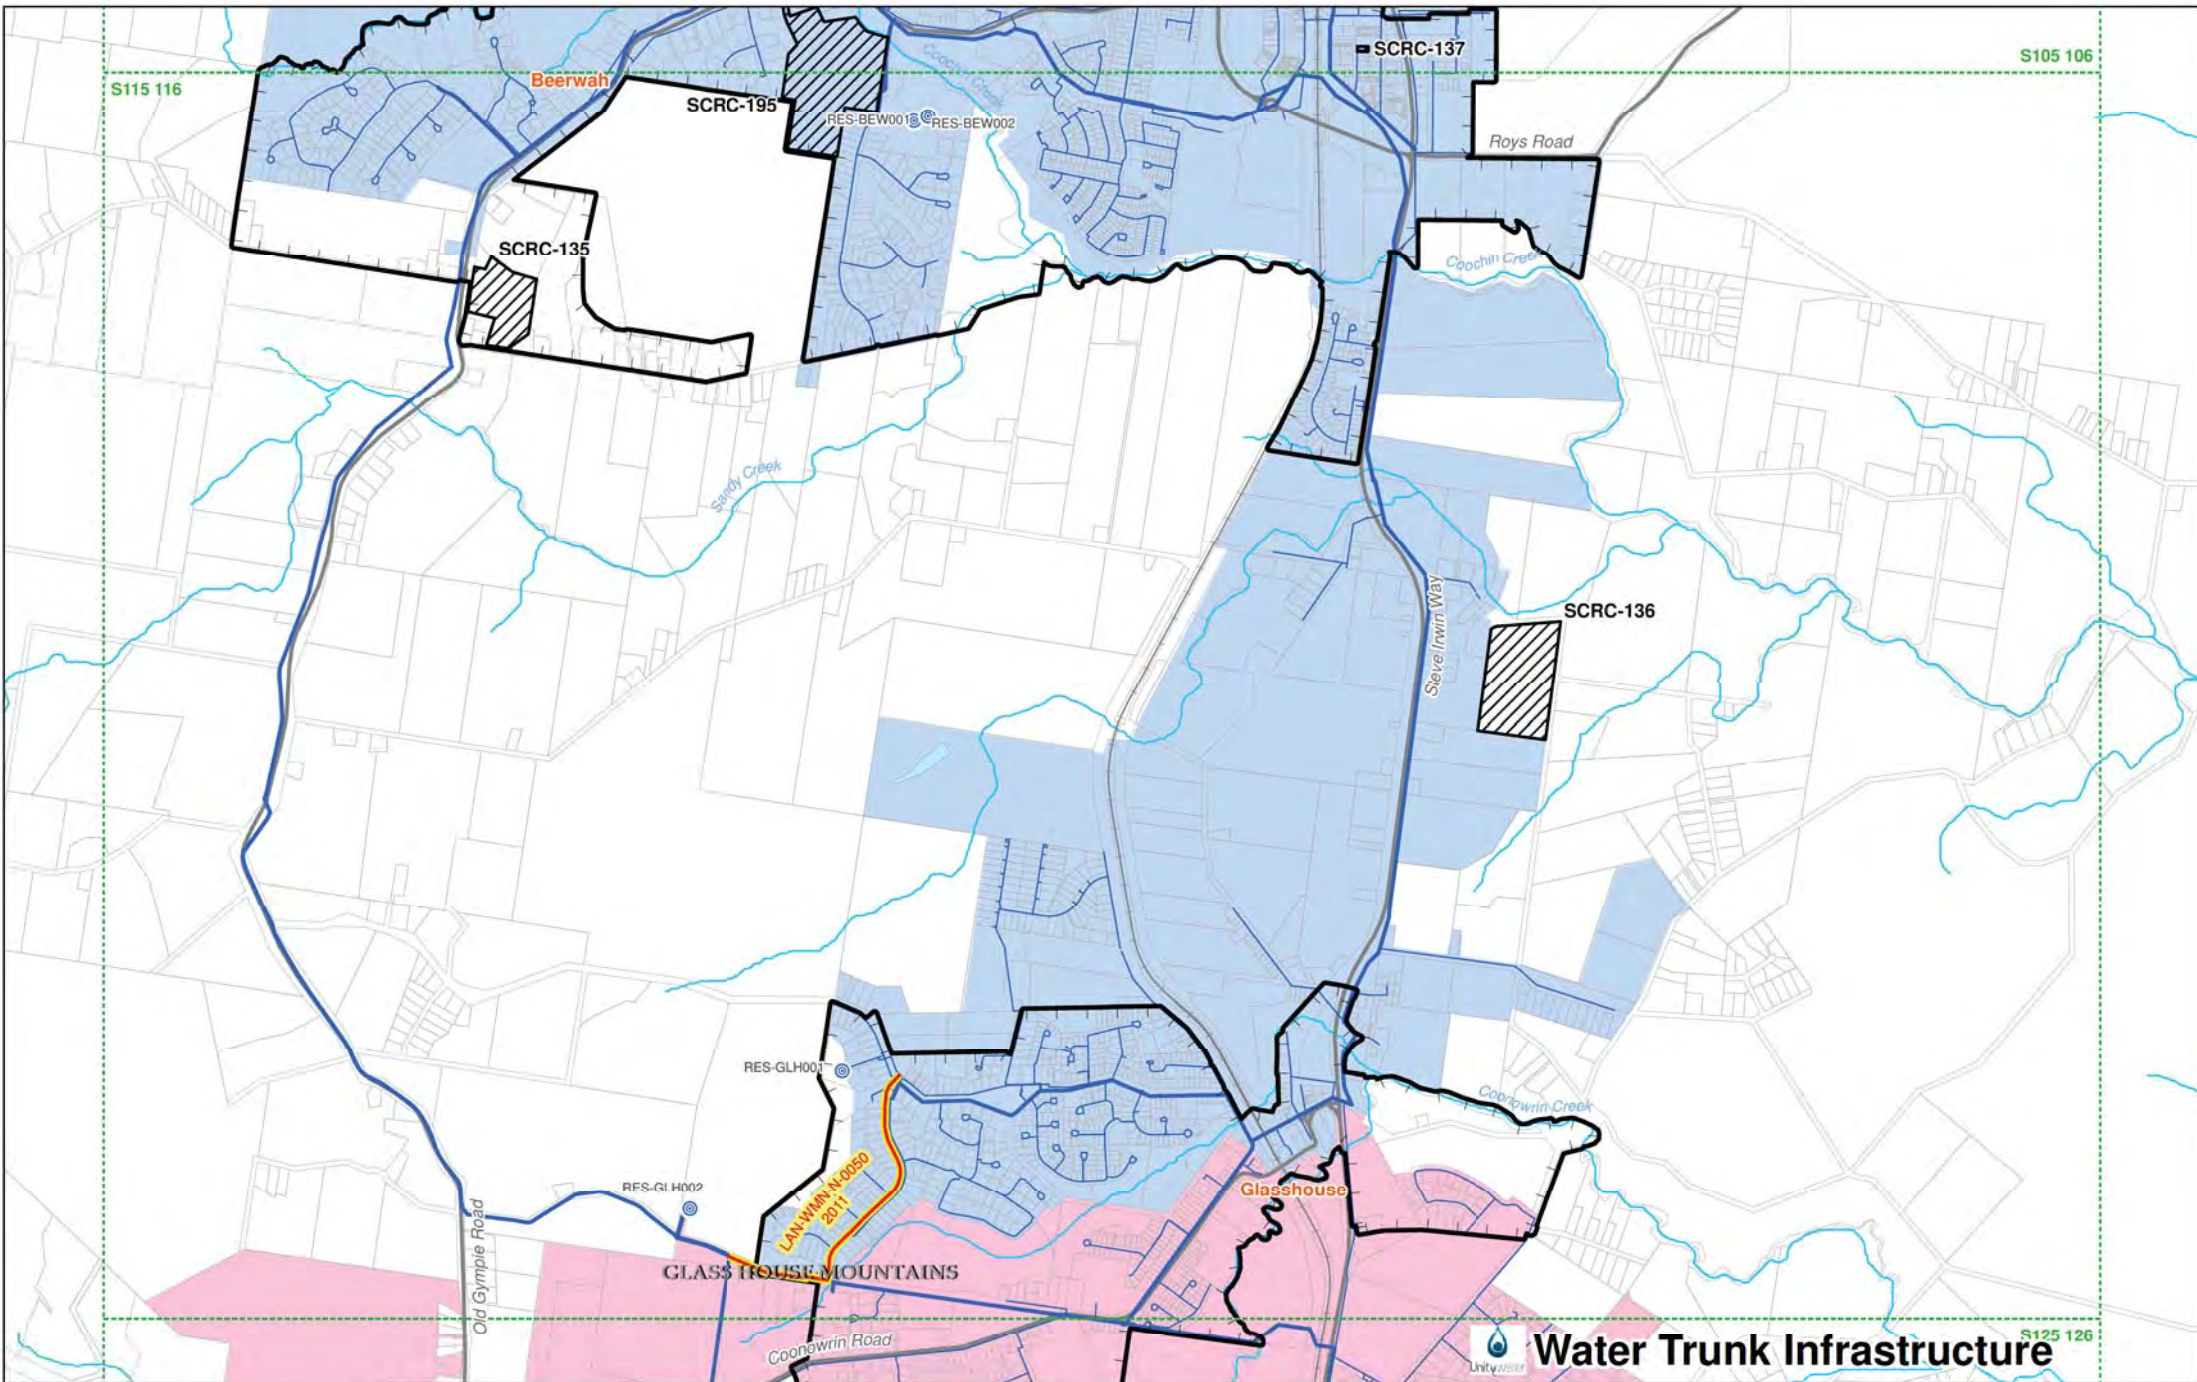 SCRC-137
S105 106
Coochin Creek
Beerwah
S115 116
SCRC-195
RES-BEW001
RES-BEW002
Roys Road
SCRC-135
Coochin Creek
Sandy Creek
Steve Irwin Way
SCRC-136
RES-GLH001
Coonowrin Creek
LAN-WMN-N-0050
2011
RES-GLH002
Glasshouse
Old Gympie Road
GLASS HOUSE MOUNTAINS
Coonowrin Road
Unitywater
Water Trunk Infrastructure
S125 126